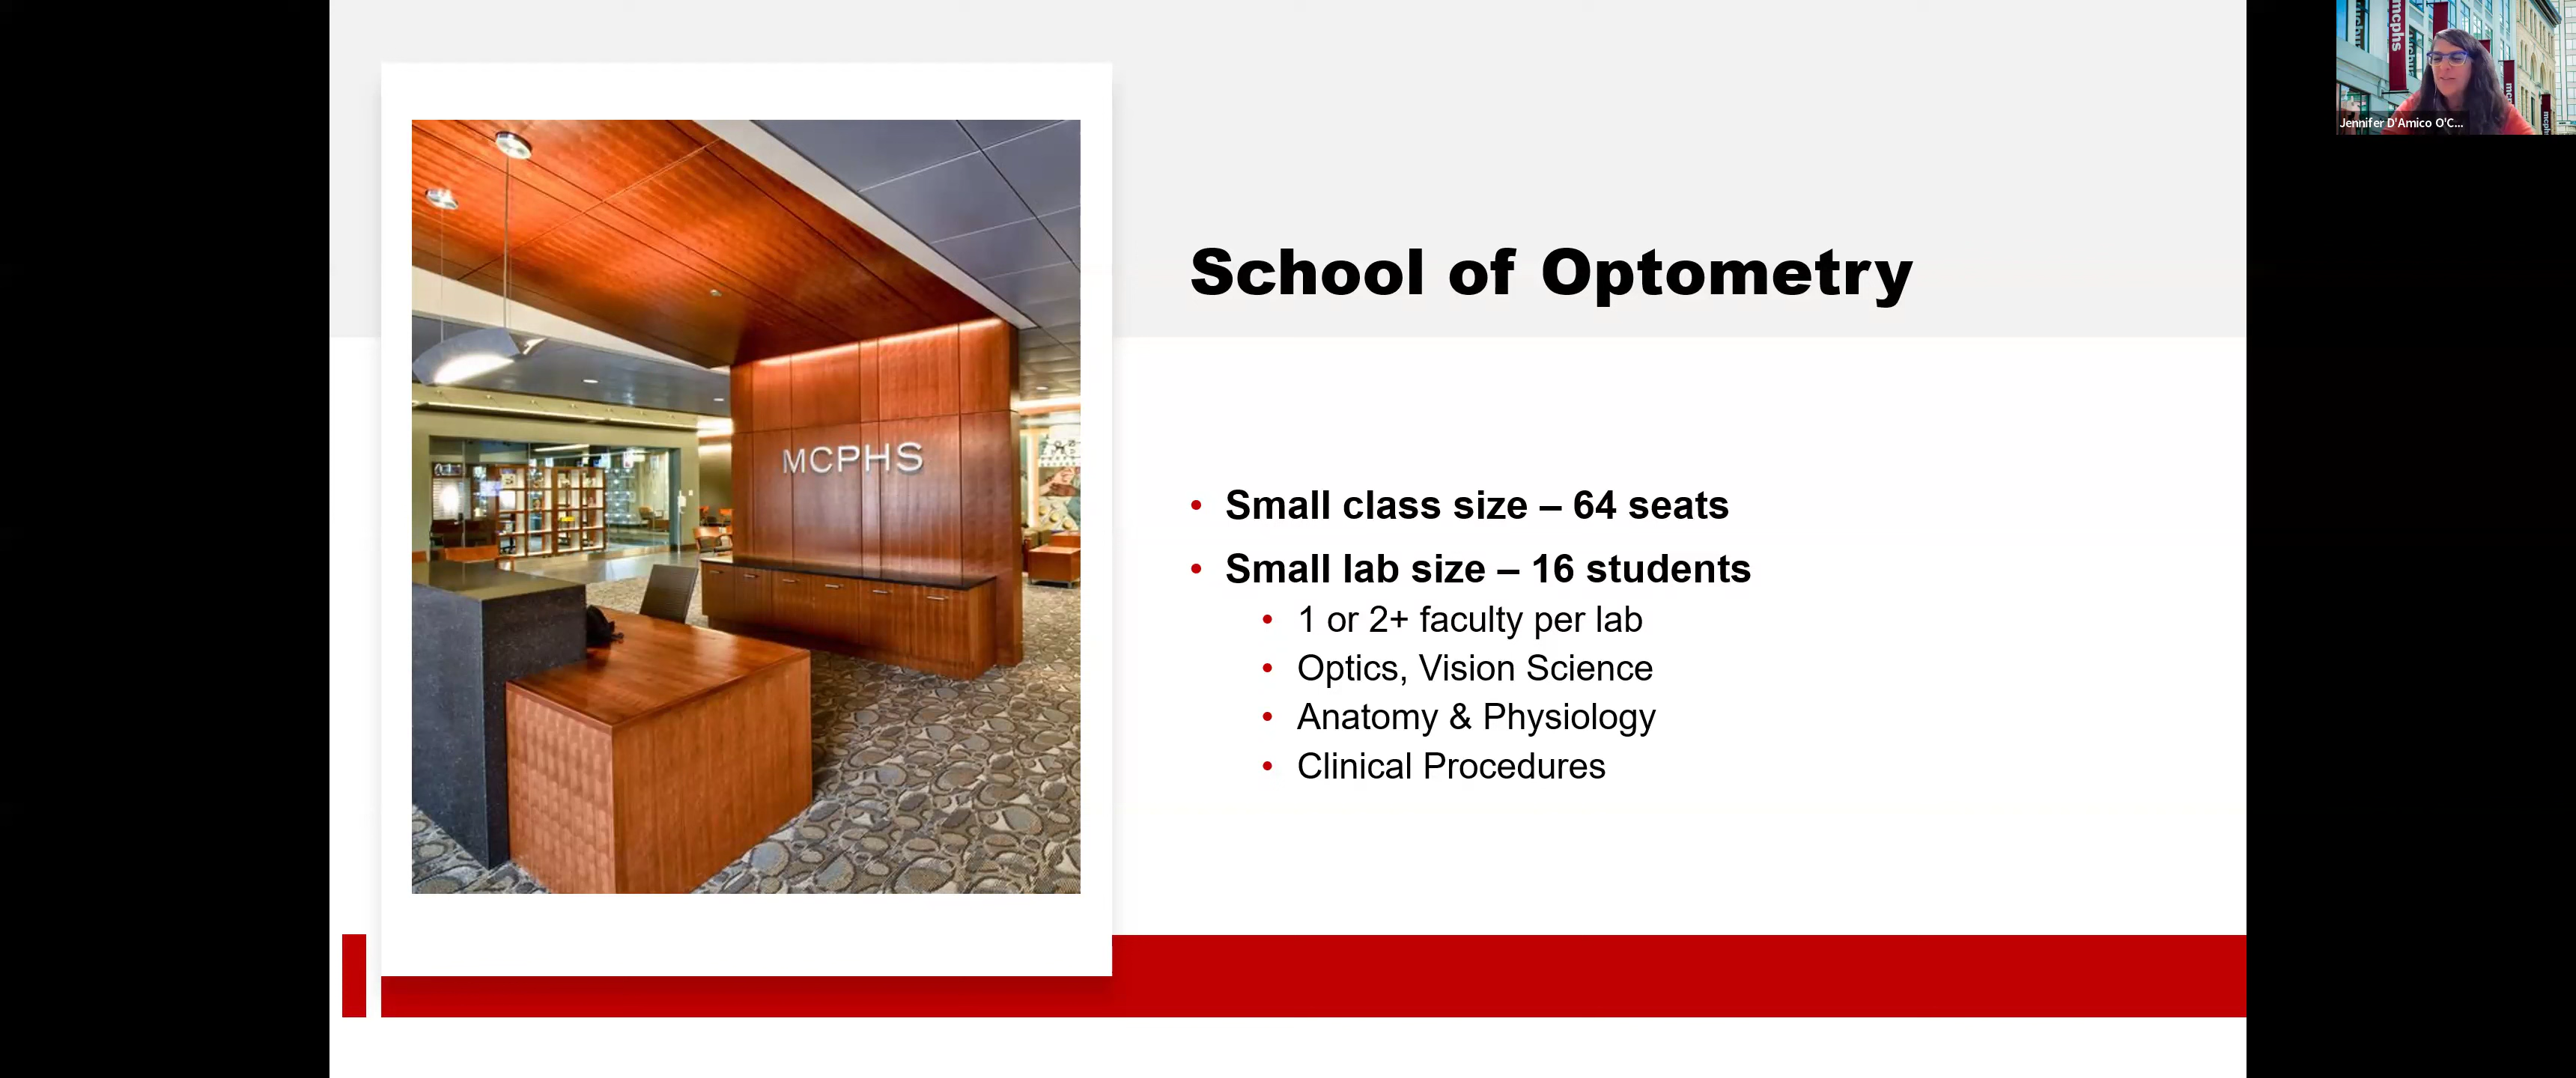 School of Optometry
MCPHS
• Small class size – 64 seats
• Small lab size – 16 students
• 1 or 2+ faculty per lab
• Optics, Vision Science
• Anatomy & Physiology
• Clinical Procedures
mcphs
Jennifer D'Amico O'C...